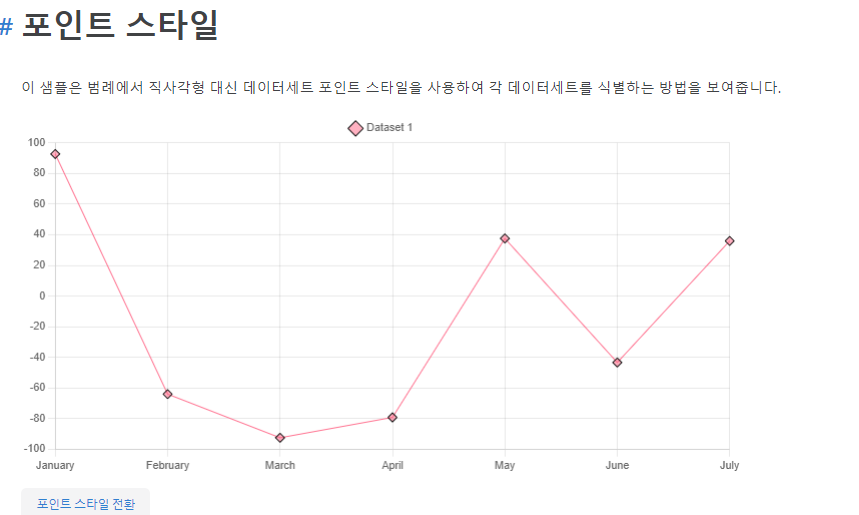 # 포인트 스타일
이 샘플은 범례에서 직사각형 대신 데이터세트 포인트 스타일을 사용하여 각 데이터세트를 식별하는 방법을 보여줍니다.
Dataset 1
100
80
60
40
20
0
-20
-40
-60
-80
-100
January February March April May June July
포인트 스타일 전환